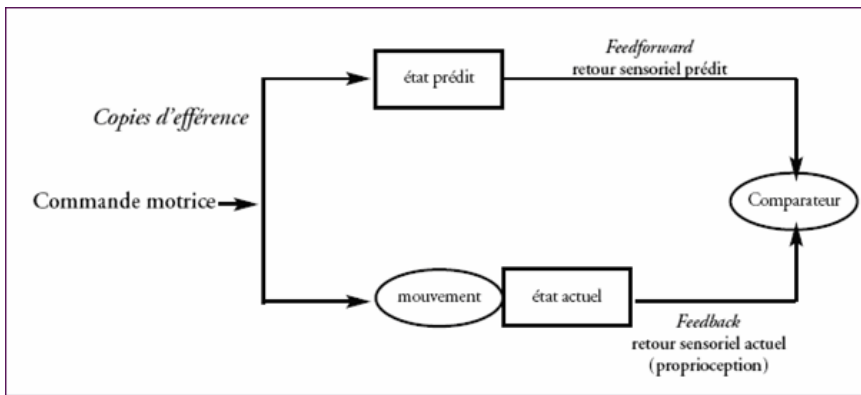 Feedforward
retour sensoriel prédit
état prédit
Copies d'efférence
Commande motrice
Comparateur
mouvement
état actuel
Feedback
retour sensoriel actuel
(proprioception)